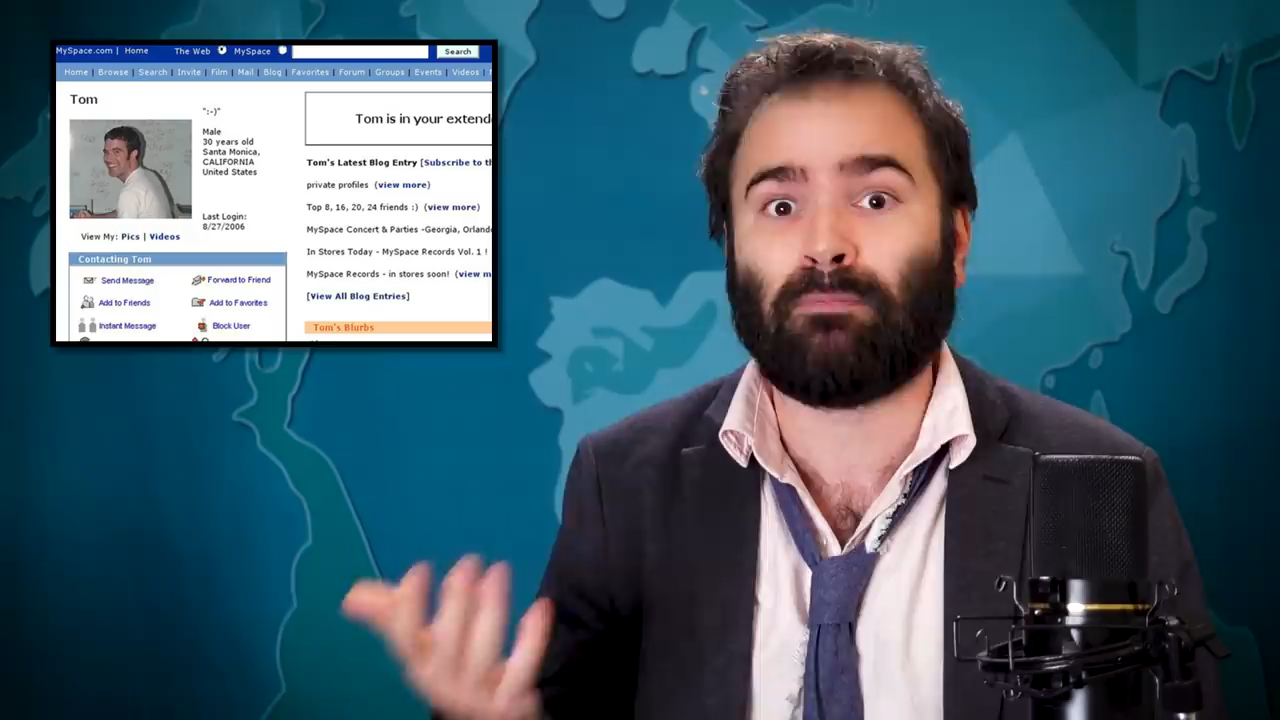 MySpace.com | Home The Web MySpace Search
Home | Browse | Search | Invite | Film | Mail | Blog | Favorites | Forum | Groups | Events | Videos |
Tom
":-)"
Male
30 years old
Santa Monica,
CALIFORNIA
United States
Last Login:
8/27/2006
View My: Pics | Videos
Contacting Tom
Send Message Forward to Friend
Add to Friends Add to Favorites
Instant Message Block User
Tom is in your extend
Tom's Latest Blog Entry [Subscribe to th
private profiles (view more)
Top 8, 16, 20, 24 friends :) (view more)
MySpace Concert & Parties -Georgia, Orland
In Stores Today - MySpace Records Vol. 1 !
MySpace Records - in stores soon! (view m
[View All Blog Entries]
Tom's Blurbs